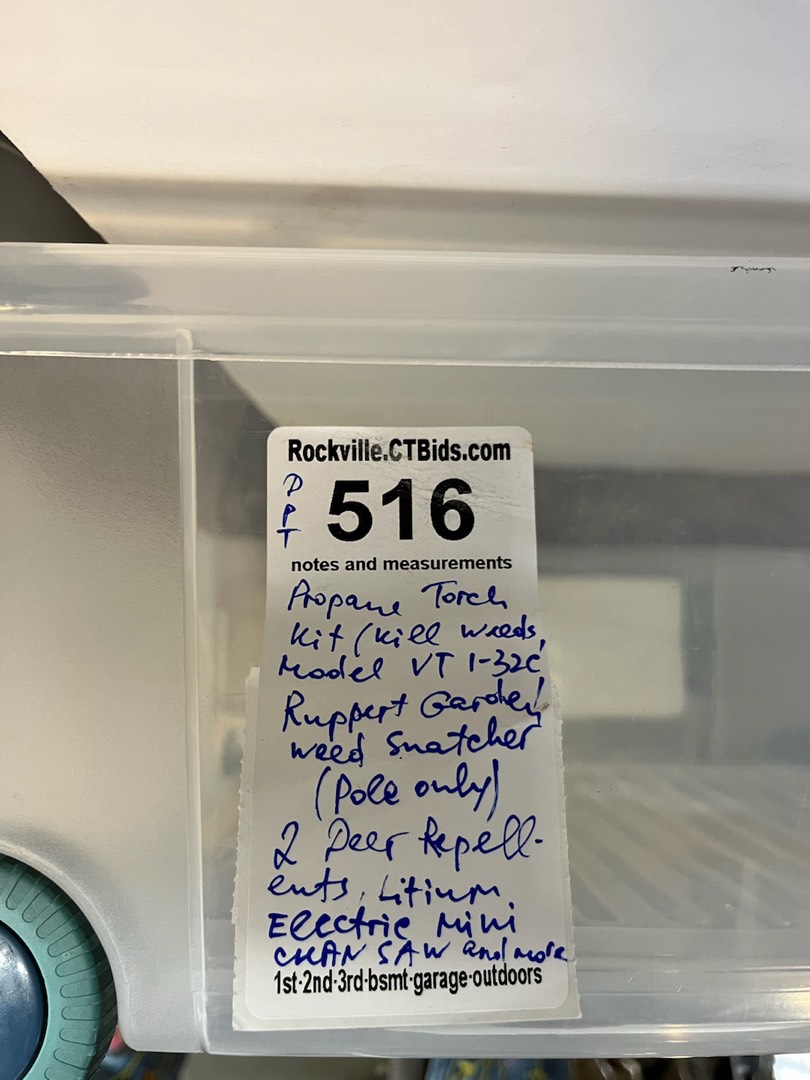 Rockville.CTBids.com
PPT
516
notes and measurements
Propane Torch
Kit (kill weeds,
Model VT 1-32C
Ruppert Garden
weed snatcher
(Pole only)
2 Deer Repell-
ents, Litium
Electric Mini
CHAN SAW and more
1st-2nd-3rd-bsmt-garage-outdoors